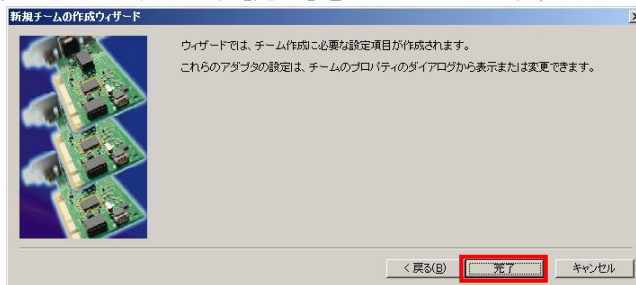 新規チームの作成ウィザード
ウィザードでは、チーム作成に必要な設定項目が作成されます。
これらのアダプタの設定は、チームのプロパティのダイアログから表示または変更できます。
< 戻る(B)
完了
キャンセル